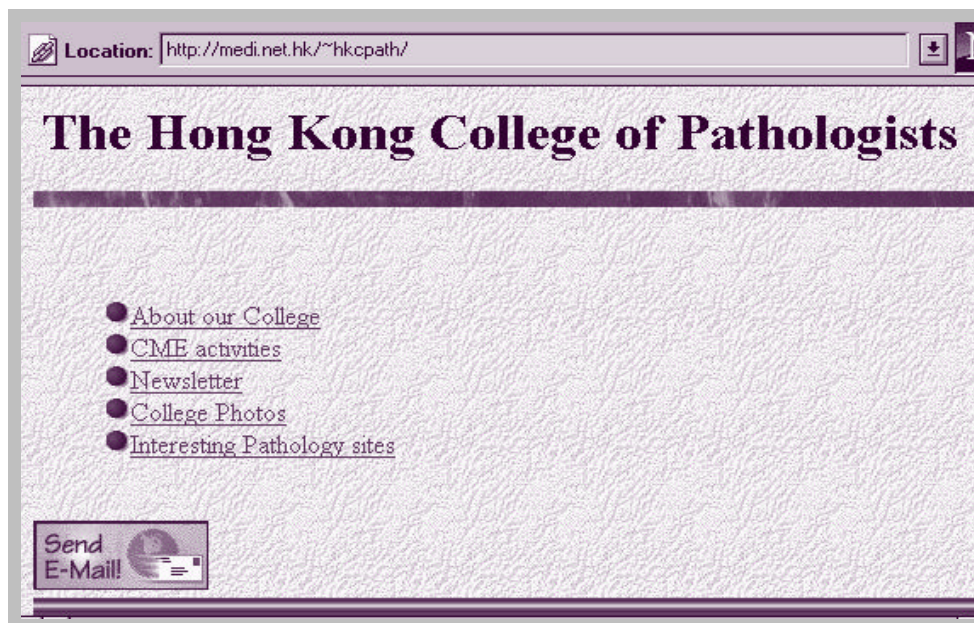 Location: http://medi.net.hk/~hkcpath/
The Hong Kong College of Pathologists
About our College
CME activities
Newsletter
College Photos
Interesting Pathology sites
Send
E-Mail!